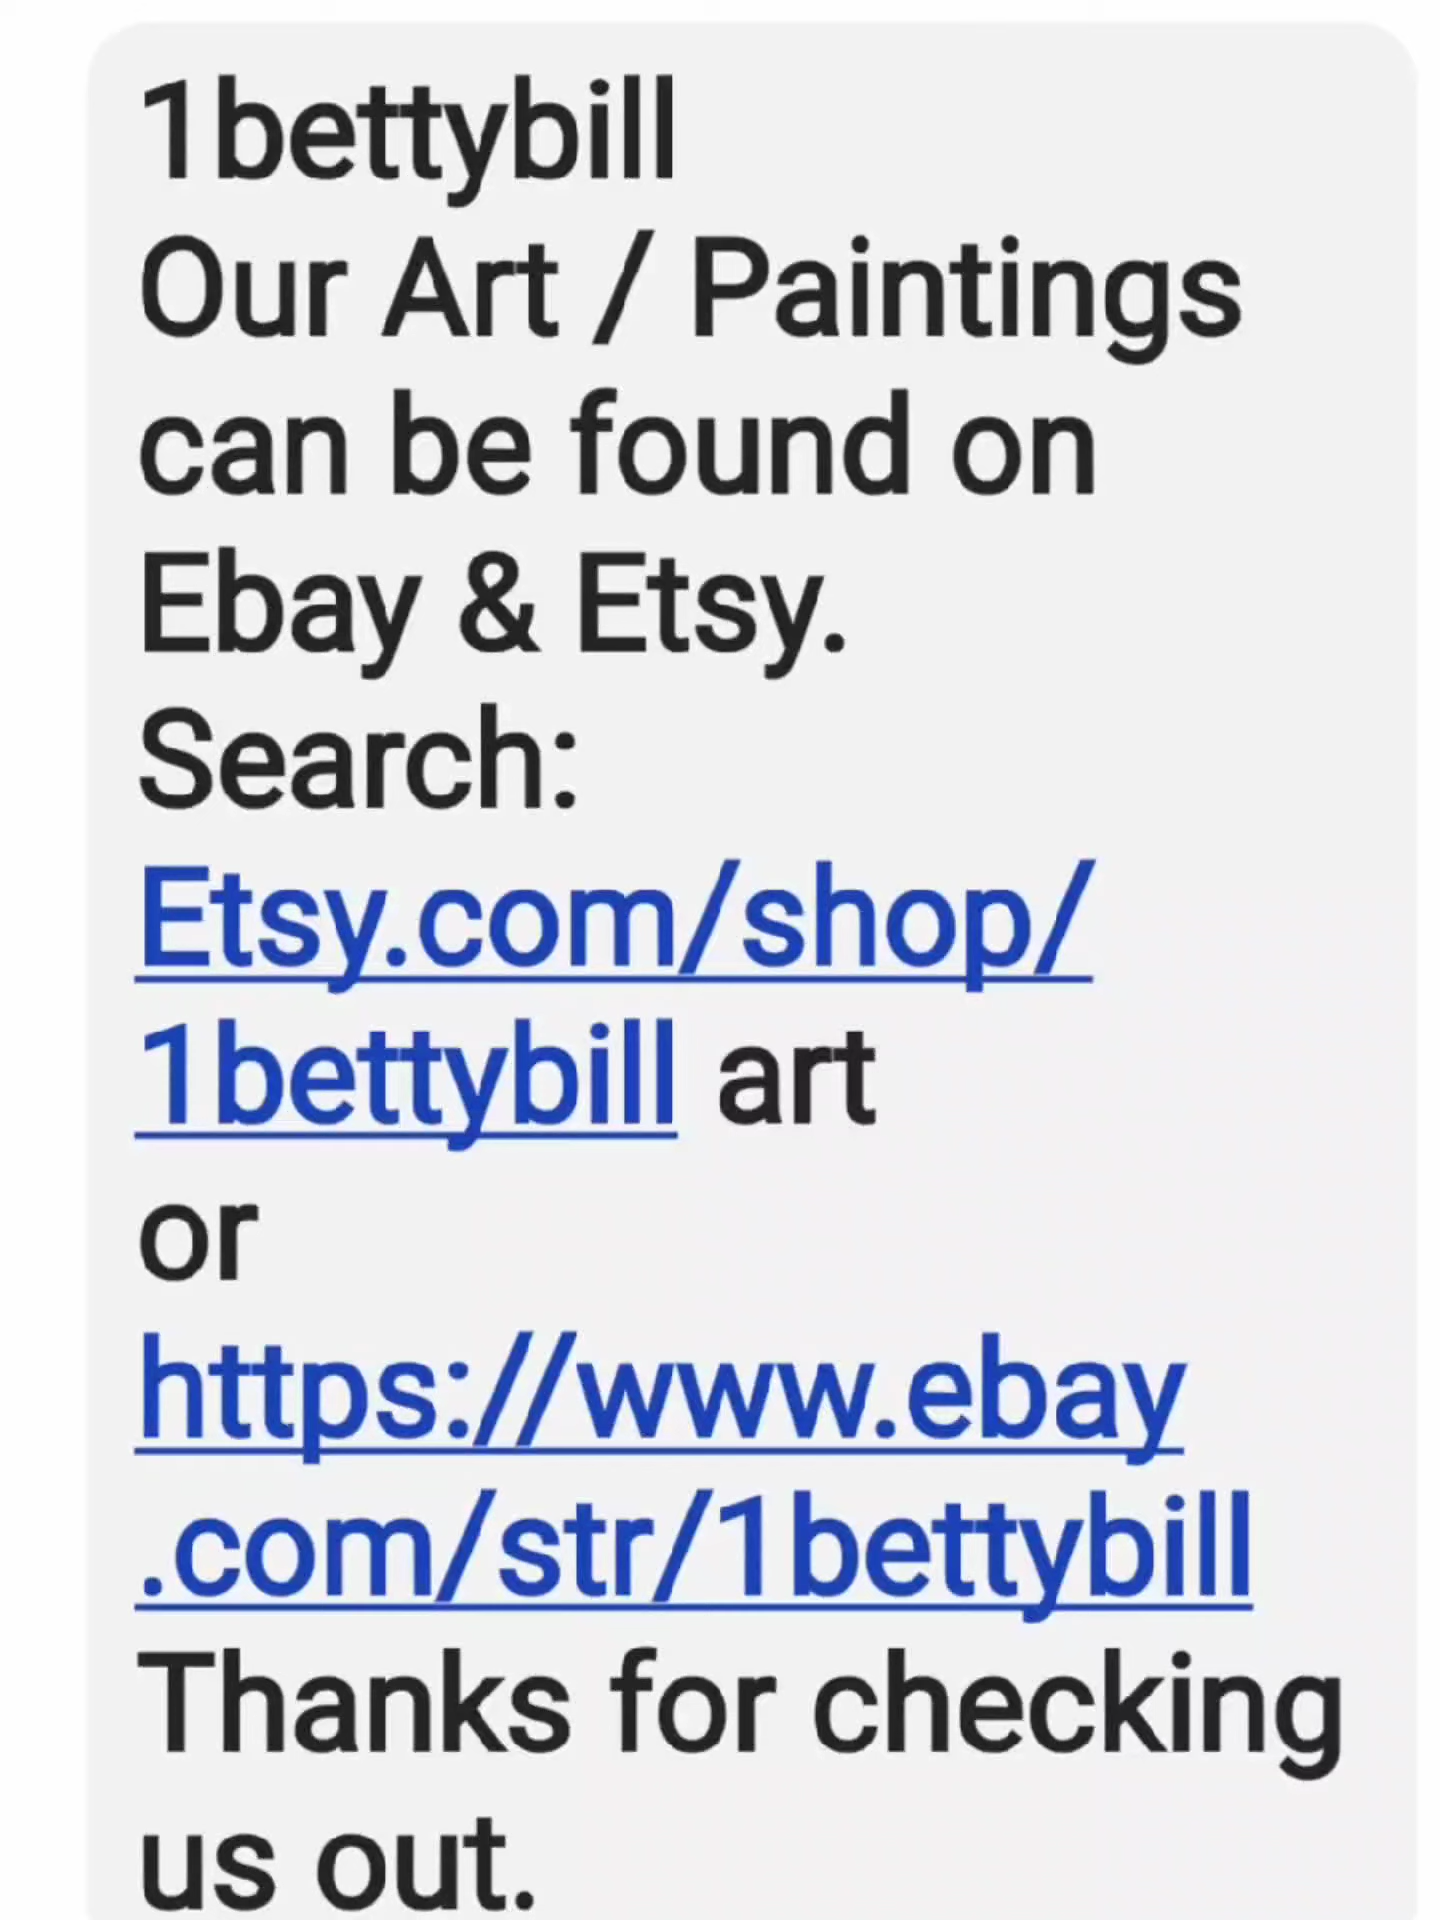 1bettybill
Our Art / Paintings
can be found on
Ebay & Etsy.
Search:
Etsy.com/shop/
1bettybill art
or
https://www.ebay
.com/str/1bettybill
Thanks for checking
us out.